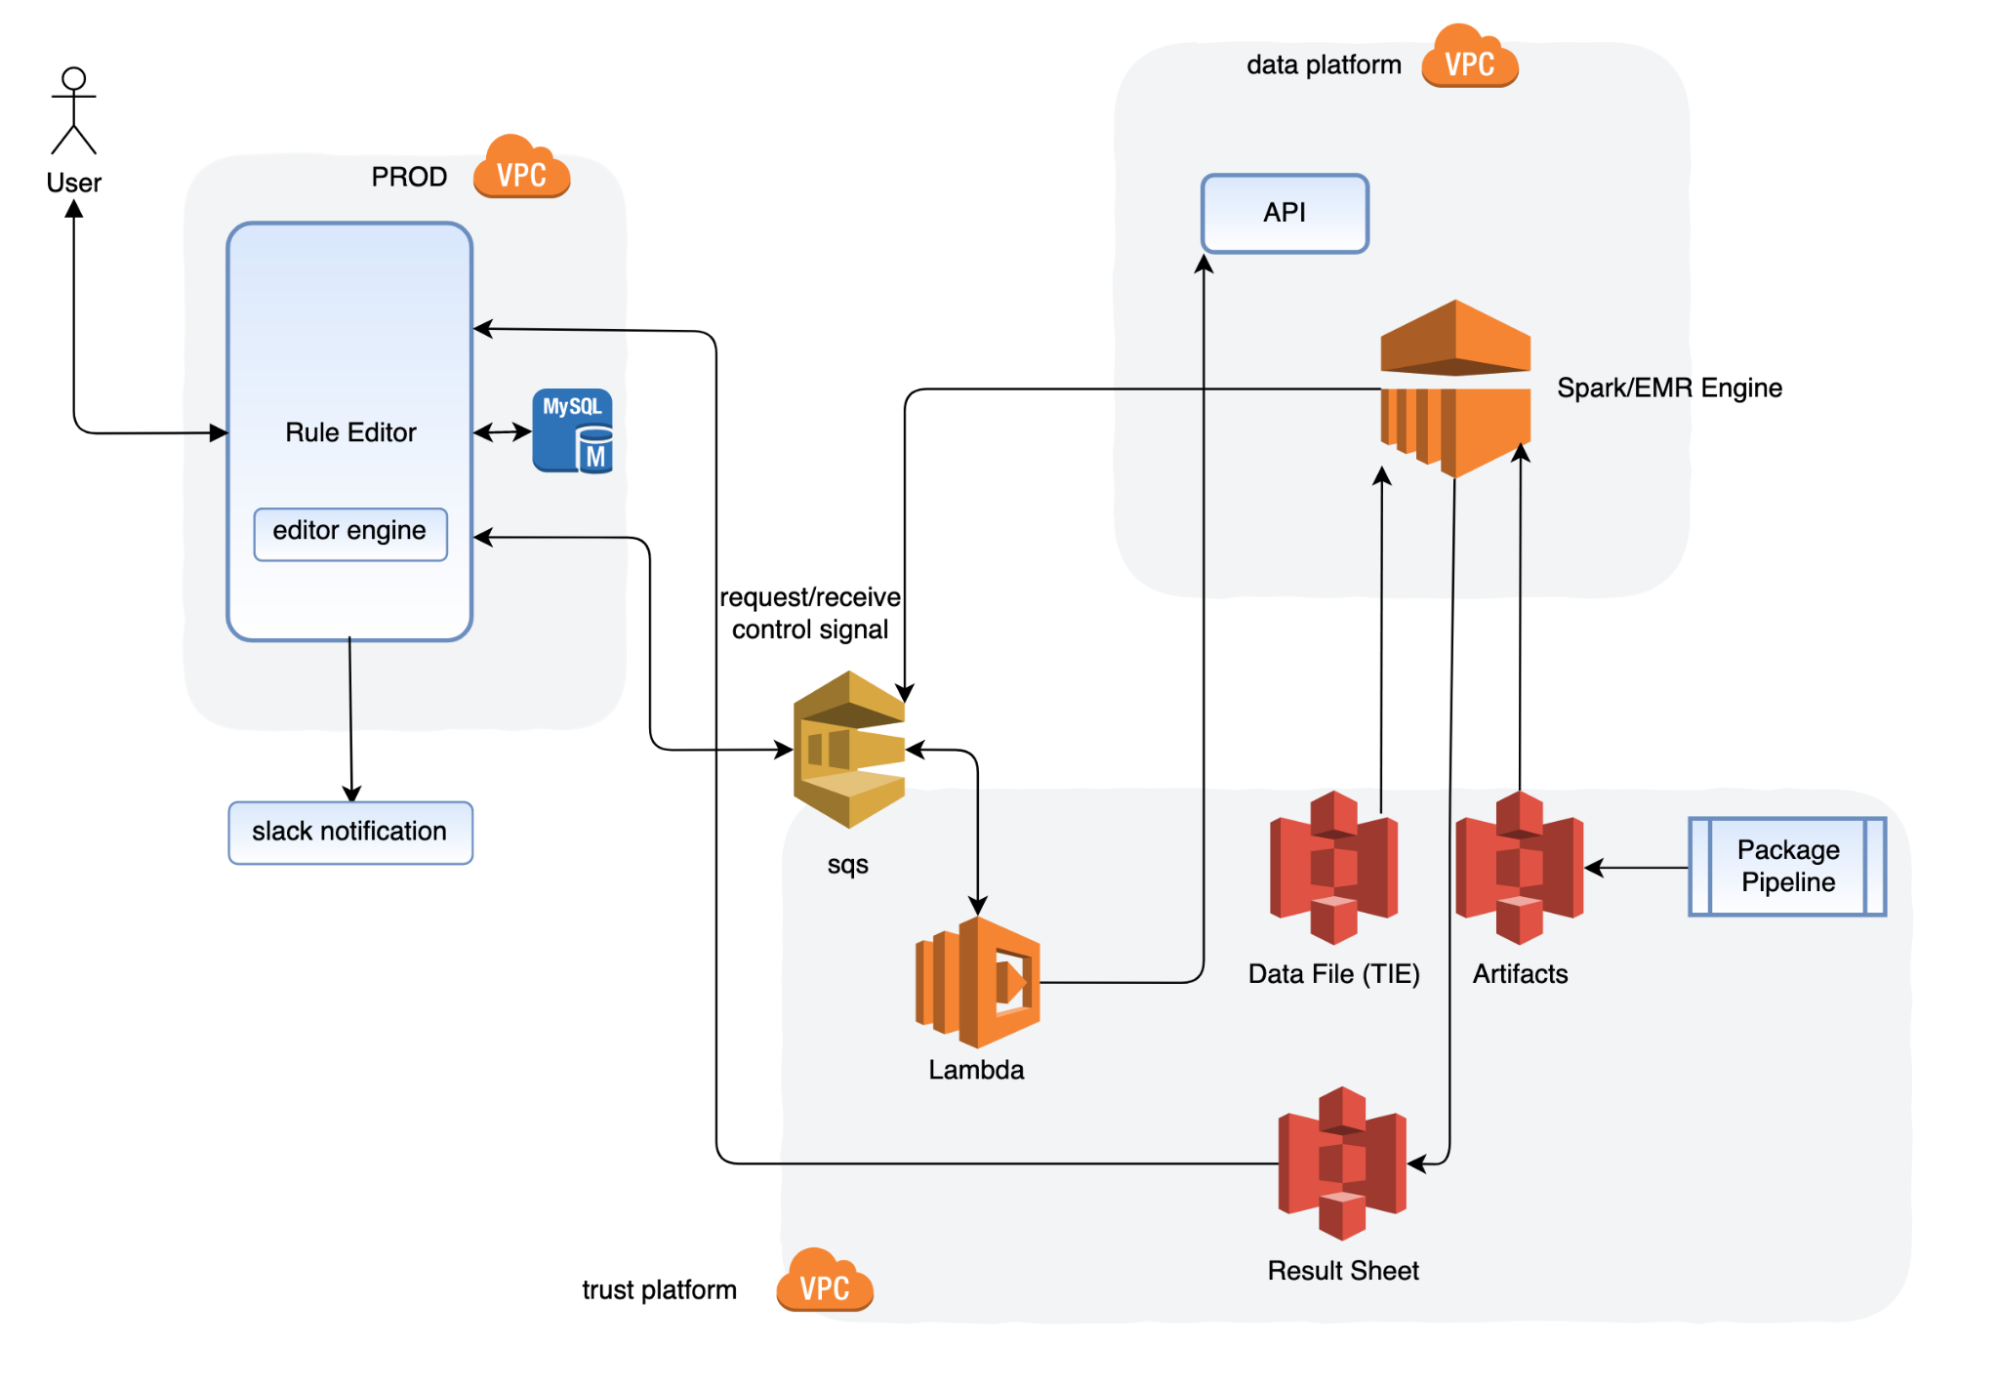 data platform
VPC
User
PROD
VPC
API
Rule Editor
MySQL
M
Spark/EMR Engine
editor engine
request/receive
control signal
slack notification
sqs
Package
Pipeline
Data File (TIE)
Artifacts
Lambda
Result Sheet
trust platform
VPC